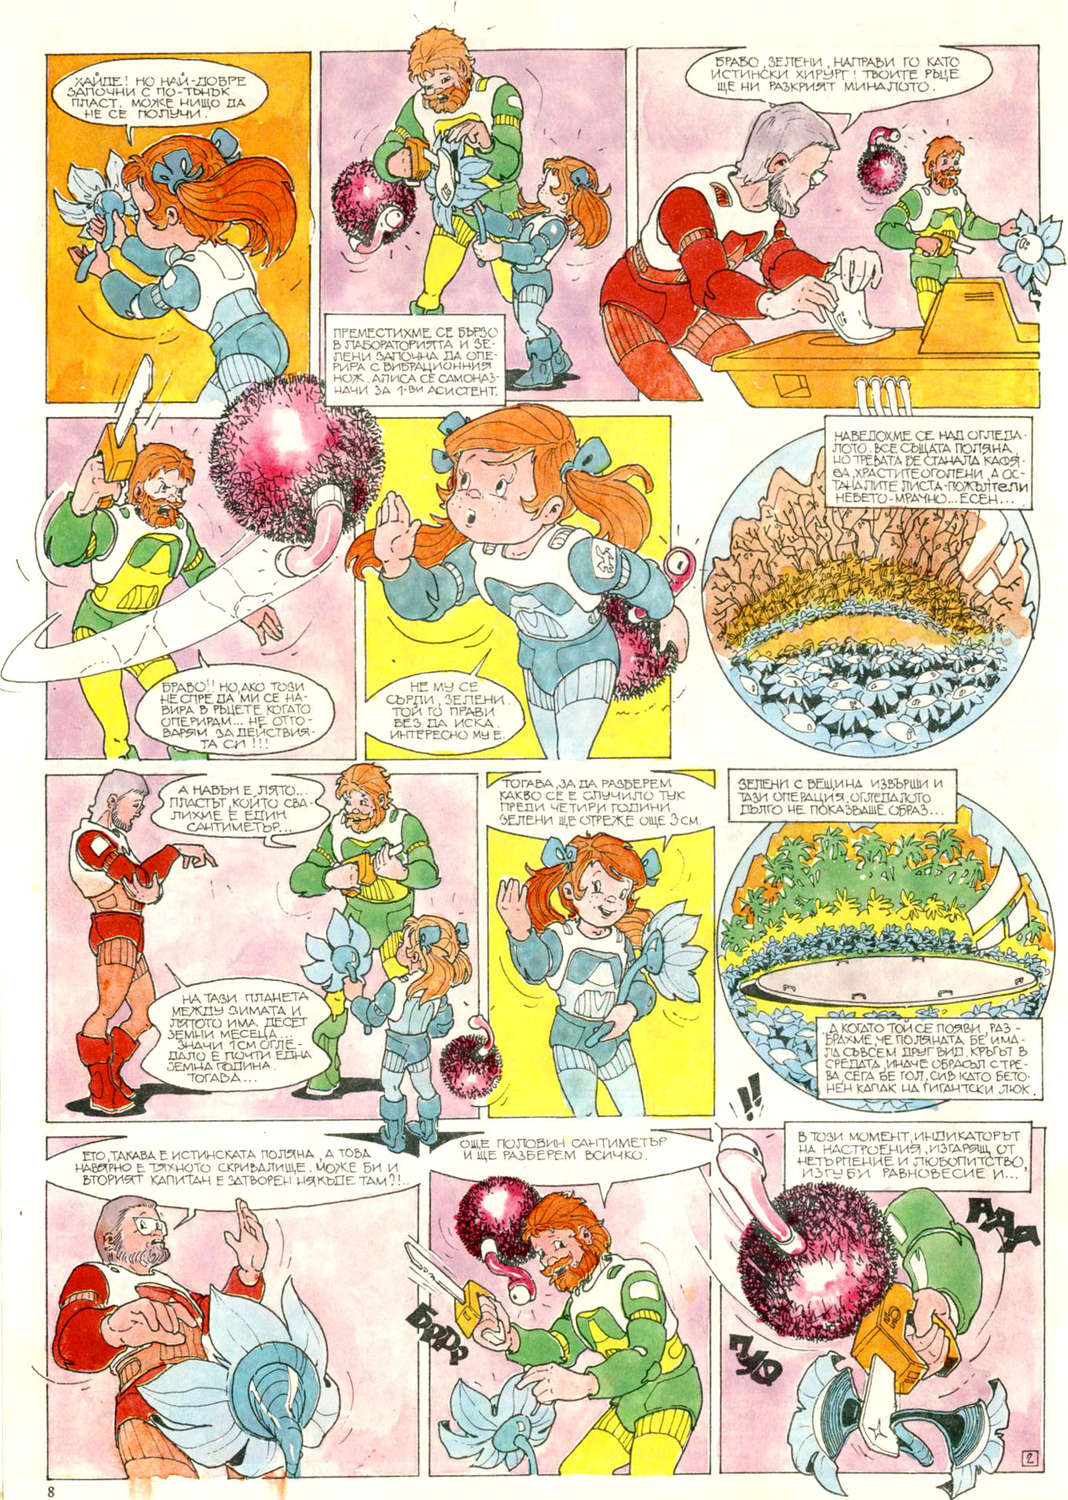 ХАЙДЕ! НО НАЙ-ДОБРЕ
ЗАПОЧНИ С ПО-ТЪНЪК
ПЛАСТ. МОЖЕ НИЩО ДА
НЕ СЕ ПОЛУЧИ.
ПРЕМЕСТИХМЕ СЕ БЪРЗО
В ЛАБОРАТОРИЯТА И ЗЕ-
ЛЕНИ ЗАПОЧНА ДА ОПЕ-
РИРА С ВИБРАЦИОННИЯ
НОЖ. АЛИСА СЕ САМОНАЗ-
НАЧИ ЗА 1-ВИ АСИСТЕНТ.
БРАВО, ЗЕЛЕНИ, НАПРАВИ ГО КАТО
ИСТИНСКИ ХИРУРГ! ТВОИТЕ РЪЦЕ
ЩЕ НИ РАЗКРИЯТ МИНАЛОТО.
БРАВО!! НО, АКО ТОЗИ
НЕ СПРЕ ДА МИ СЕ НА-
ВИРА В РЪЦЕТЕ КОГАТО
ОПЕРИРАМ... НЕ ОТГО-
ВАРЯМ ЗА ДЕЙСТВИЯ-
ТА СИ!!!
НЕ МУ СЕ
СЪРДИ, ЗЕЛЕНИ.
ТОЙ ГО ПРАВИ
БЕЗ ДА ИСКА.
ИНТЕРЕСНО МУ Е.
НАВЕДОХМЕ СЕ НАД ОГЛЕДА-
ЛОТО. ВСЕ СЪЩАТА ПОЛЯНА,
НО ТРЕВАТА БЕ СТАНАЛА КАФЯ-
ВА, ХРАСТИТЕ ОГОЛЕНИ, А ОС-
ТАНАЛИТЕ ЛИСТА-ПОЖЪЛТЕЛИ
НЕБЕТО-МРАЧНО... ЕСЕН...
А НАВЪН Е ЛЯТО...
ПЛАСТЪТ, КОЙТО СВА-
ЛИХМЕ Е ЕДИН
САНТИМЕТЪР...
НА ТАЗИ ПЛАНЕТА
МЕЖДУ ЗИМАТА И
ЛЯТОТО ИМА ДЕСЕТ
ЗЕМНИ МЕСЕЦА...
ЗНАЧИ 1 СМ ОГЛЕ-
ДАЛО Е ПОЧТИ ЕДНА
ЗЕМНА ГОДИНА.
ТОГАВА...
ТОГАВА, ЗА ДА РАЗБЕРЕМ
КАКВО СЕ Е СЛУЧИЛО ТУК
ПРЕДИ ЧЕТИРИ ГОДИНИ
ЗЕЛЕНИ ЩЕ ОТРЕЖЕ ОЩЕ 3 СМ.
ЗЕЛЕНИ С ВЕЩИНА ИЗВЪРШИ И
ТАЗИ ОПЕРАЦИЯ, ОГЛЕДАЛОТО
ДЪЛГО НЕ ПОКАЗВАШЕ ОБРАЗ...
А КОГАТО ТОЙ СЕ ПОЯВИ, РАЗ-
БРАХМЕ, ЧЕ ПОЛЯНАТА БЕ ИМА-
ЛА СЪВСЕМ ДРУГ ВИД. КРЪГЪТ В
СРЕДАТА, ИНАЧЕ ОБРАСЪЛ С ТРЕ-
ВА СЕГА БЕ ГОЛ, СИВ КАТО БЕТО-
НЕН КАПАК НА ГИГАНТСКИ ЛЮК.
!!
ЕТО, ТАКАВА Е ИСТИНСКАТА ПОЛЯНА, А ТОВА
НАВЯРНО Е ТЯХНОТО СКРИВАЛИЩЕ. МОЖЕ БИ И
ВТОРИЯТ КАПИТАН Е ЗАТВОРЕН НЯКЪДЕ ТАМ?!..
ОЩЕ ПОЛОВИН САНТИМЕТЪР
И ЩЕ РАЗБЕРЕМ ВСИЧКО.
В ТОЗИ МОМЕНТ, ИНДИКАТОРЪТ
НА НАСТРОЕНИЯ, ИЗГАРЯЩ ОТ
НЕТЪРПЕНИЕ И ЛЮБОПИТСТВО,
ИЗГУБИ РАВНОВЕСИЕ И...
2
8